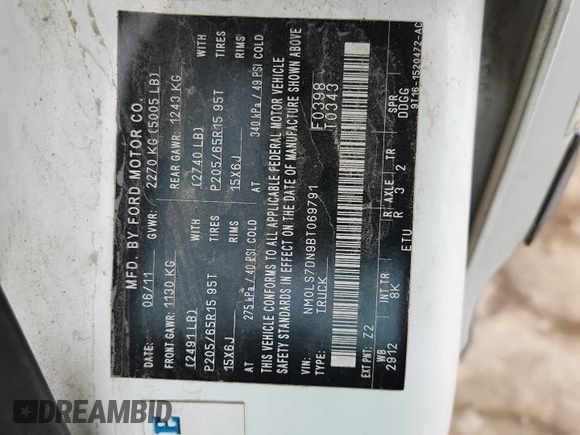 MFD. BY FORD MOTOR CO.
DATE: 06/11 GVWR: 2270 KG (5005 LB)
FRONT GAWR: 1130 KG REAR GAWR: 1243 KG
(2491 LB) (2740 LB) WITH
P205/65R15 95T P205/65R15 95T TIRES
15X6J 15X6J RIMS
AT 275 kPa / 40 PSI COLD AT 340 kPa / 49 PSI COLD
THIS VEHICLE CONFORMS TO ALL APPLICABLE FEDERAL MOTOR VEHICLE
SAFETY STANDARDS IN EFFECT ON THE DATE OF MANUFACTURE SHOWN ABOVE
VIN: NM0LS7DN9BT069791 F0398
TYPE: TRUCK T0343
EXT PNT: Z2
ETU
WB INT TR R AXLE TR SPR
2912 8K R 3 2 DDGG
9T16-1520472-AC
DREAMBID
E